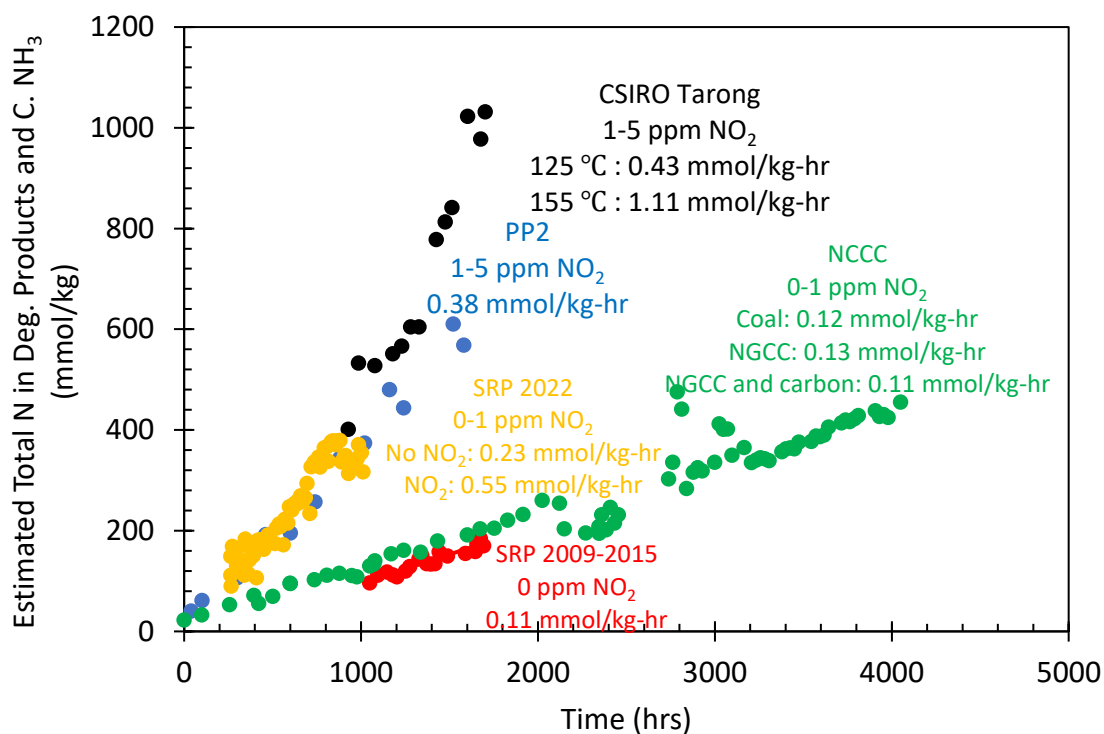 Estimated Total N in Deg. Products and C. NH₃
(mmol/kg)
1200
1000
800
600
400
200
0
CSIRO Tarong
1-5 ppm NO₂
125 ℃ : 0.43 mmol/kg-hr
155 ℃ : 1.11 mmol/kg-hr
PP2
1-5 ppm NO₂
0.38 mmol/kg-hr
NCCC
0-1 ppm NO₂
Coal: 0.12 mmol/kg-hr
NGCC: 0.13 mmol/kg-hr
NGCC and carbon: 0.11 mmol/kg-hr
SRP 2022
0-1 ppm NO₂
No NO₂: 0.23 mmol/kg-hr
NO₂: 0.55 mmol/kg-hr
SRP 2009-2015
0 ppm NO₂
0.11 mmol/kg-hr
0 1000 2000 3000 4000 5000
Time (hrs)